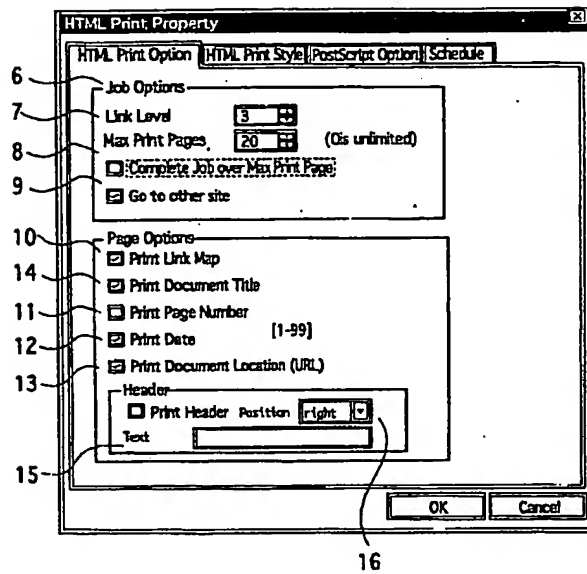 HTML Print Property
HTML Print Option HTML Print Style PostScript Option Schedule
6 Job Options
7 Link Level 3
8 Max Print Pages 20 (0is unlimited)
Complete Job over Max Print Page
9 Go to other site
Page Options
10 Print Link Map
14 Print Document Title
11 Print Page Number
12 Print Date [1-99]
13 Print Document Location (URL)
Header
Print Header Position right
15 Text
OK Cancel
16